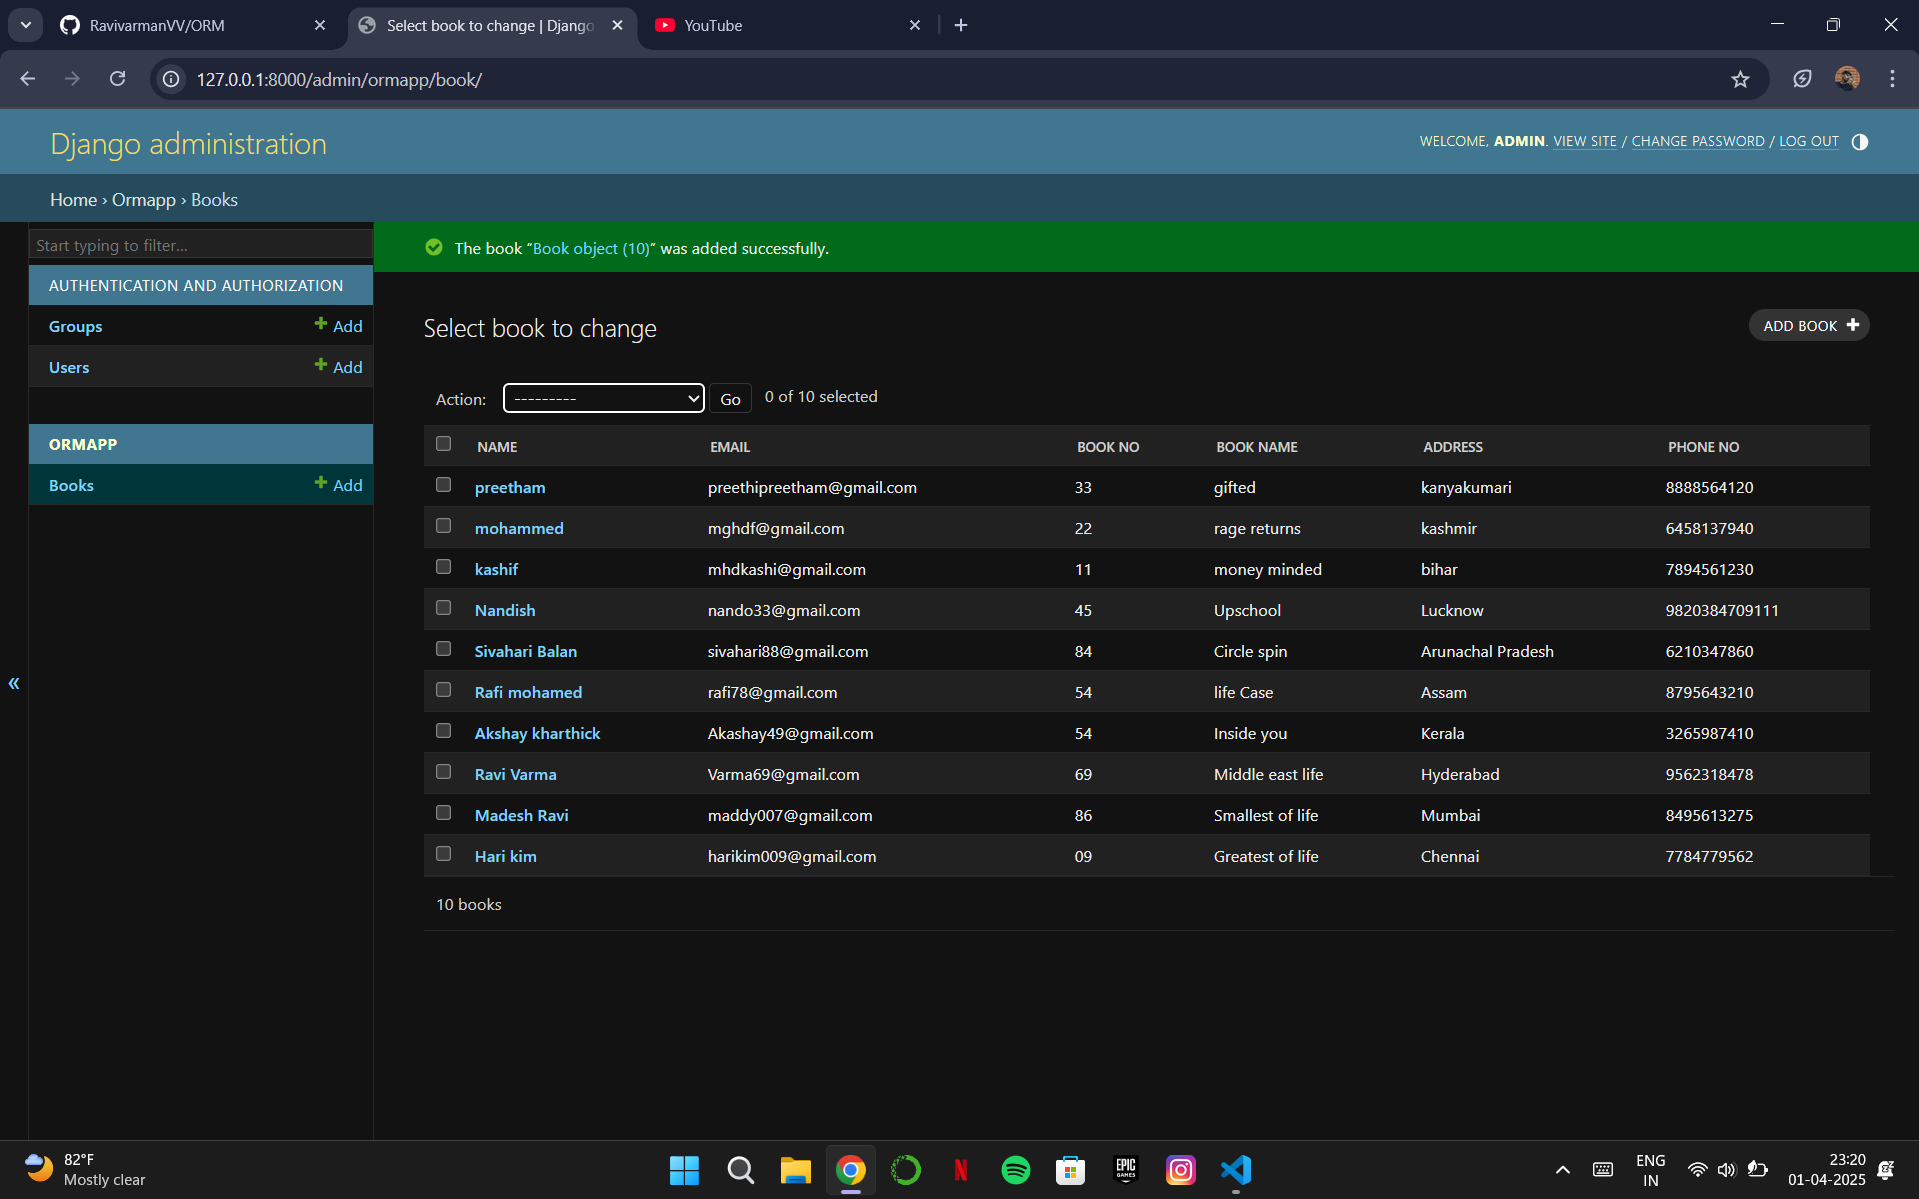 RavivarmanVV/ORM
Select book to change | Django
YouTube
127.0.0.1:8000/admin/ormapp/book/
Django administration
WELCOME, ADMIN. VIEW SITE / CHANGE PASSWORD / LOG OUT
Home › Ormapp › Books
Start typing to filter...
AUTHENTICATION AND AUTHORIZATION
Groups + Add
Users + Add
ORMAPP
Books + Add
«
The book “Book object (10)” was added successfully.
Select book to change
ADD BOOK +
Action: --------- Go 0 of 10 selected
NAME EMAIL BOOK NO BOOK NAME ADDRESS PHONE NO
preetham preethipreetham@gmail.com 33 gifted kanyakumari 8888564120
mohammed mghdf@gmail.com 22 rage returns kashmir 6458137940
kashif mhdkashi@gmail.com 11 money minded bihar 7894561230
Nandish nando33@gmail.com 45 Upschool Lucknow 9820384709111
Sivahari Balan sivahari88@gmail.com 84 Circle spin Arunachal Pradesh 6210347860
Rafi mohamed rafi78@gmail.com 54 life Case Assam 8795643210
Akshay kharthick Akashay49@gmail.com 54 Inside you Kerala 3265987410
Ravi Varma Varma69@gmail.com 69 Middle east life Hyderabad 9562318478
Madesh Ravi maddy007@gmail.com 86 Smallest of life Mumbai 8495613275
Hari kim harikim009@gmail.com 09 Greatest of life Chennai 7784779562
10 books
82°F
Mostly clear
N
EPIC
GAMES
ENG
IN
23:20
01-04-2025